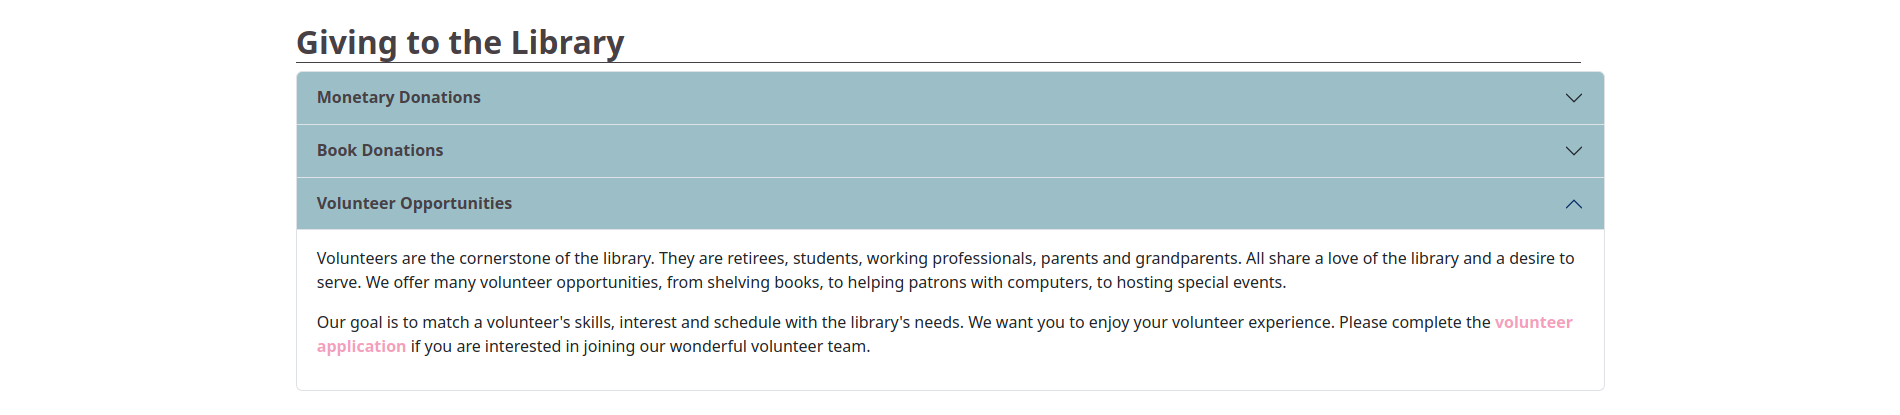 Giving to the Library
Monetary Donations
Book Donations
Volunteer Opportunities
Volunteers are the cornerstone of the library. They are retirees, students, working professionals, parents and grandparents. All share a love of the library and a desire to
serve. We offer many volunteer opportunities, from shelving books, to helping patrons with computers, to hosting special events.
Our goal is to match a volunteer's skills, interest and schedule with the library's needs. We want you to enjoy your volunteer experience. Please complete the volunteer
application if you are interested in joining our wonderful volunteer team.